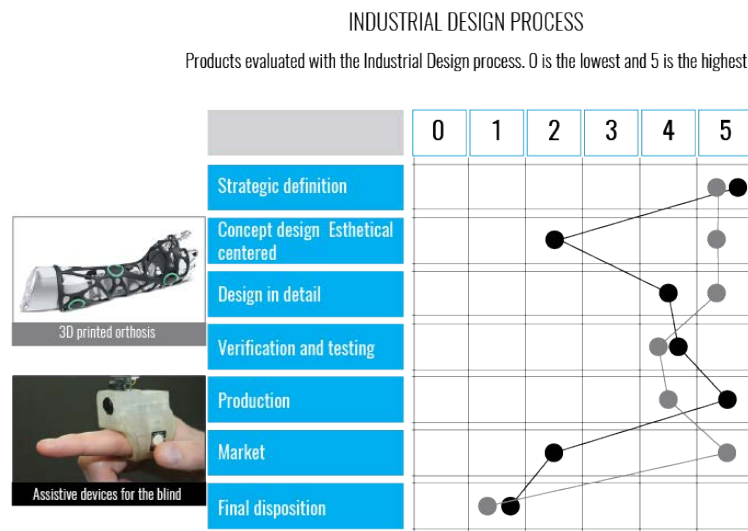 INDUSTRIAL DESIGN PROCESS
Products evaluated with the Industrial Design process. 0 is the lowest and 5 is the highest
0 1 2 3 4 5
Strategic definition
Concept design Esthetical
centered
Design in detail
3D printed orthosis
Verification and testing
Production
Market
Assistive devices for the blind
Final disposition